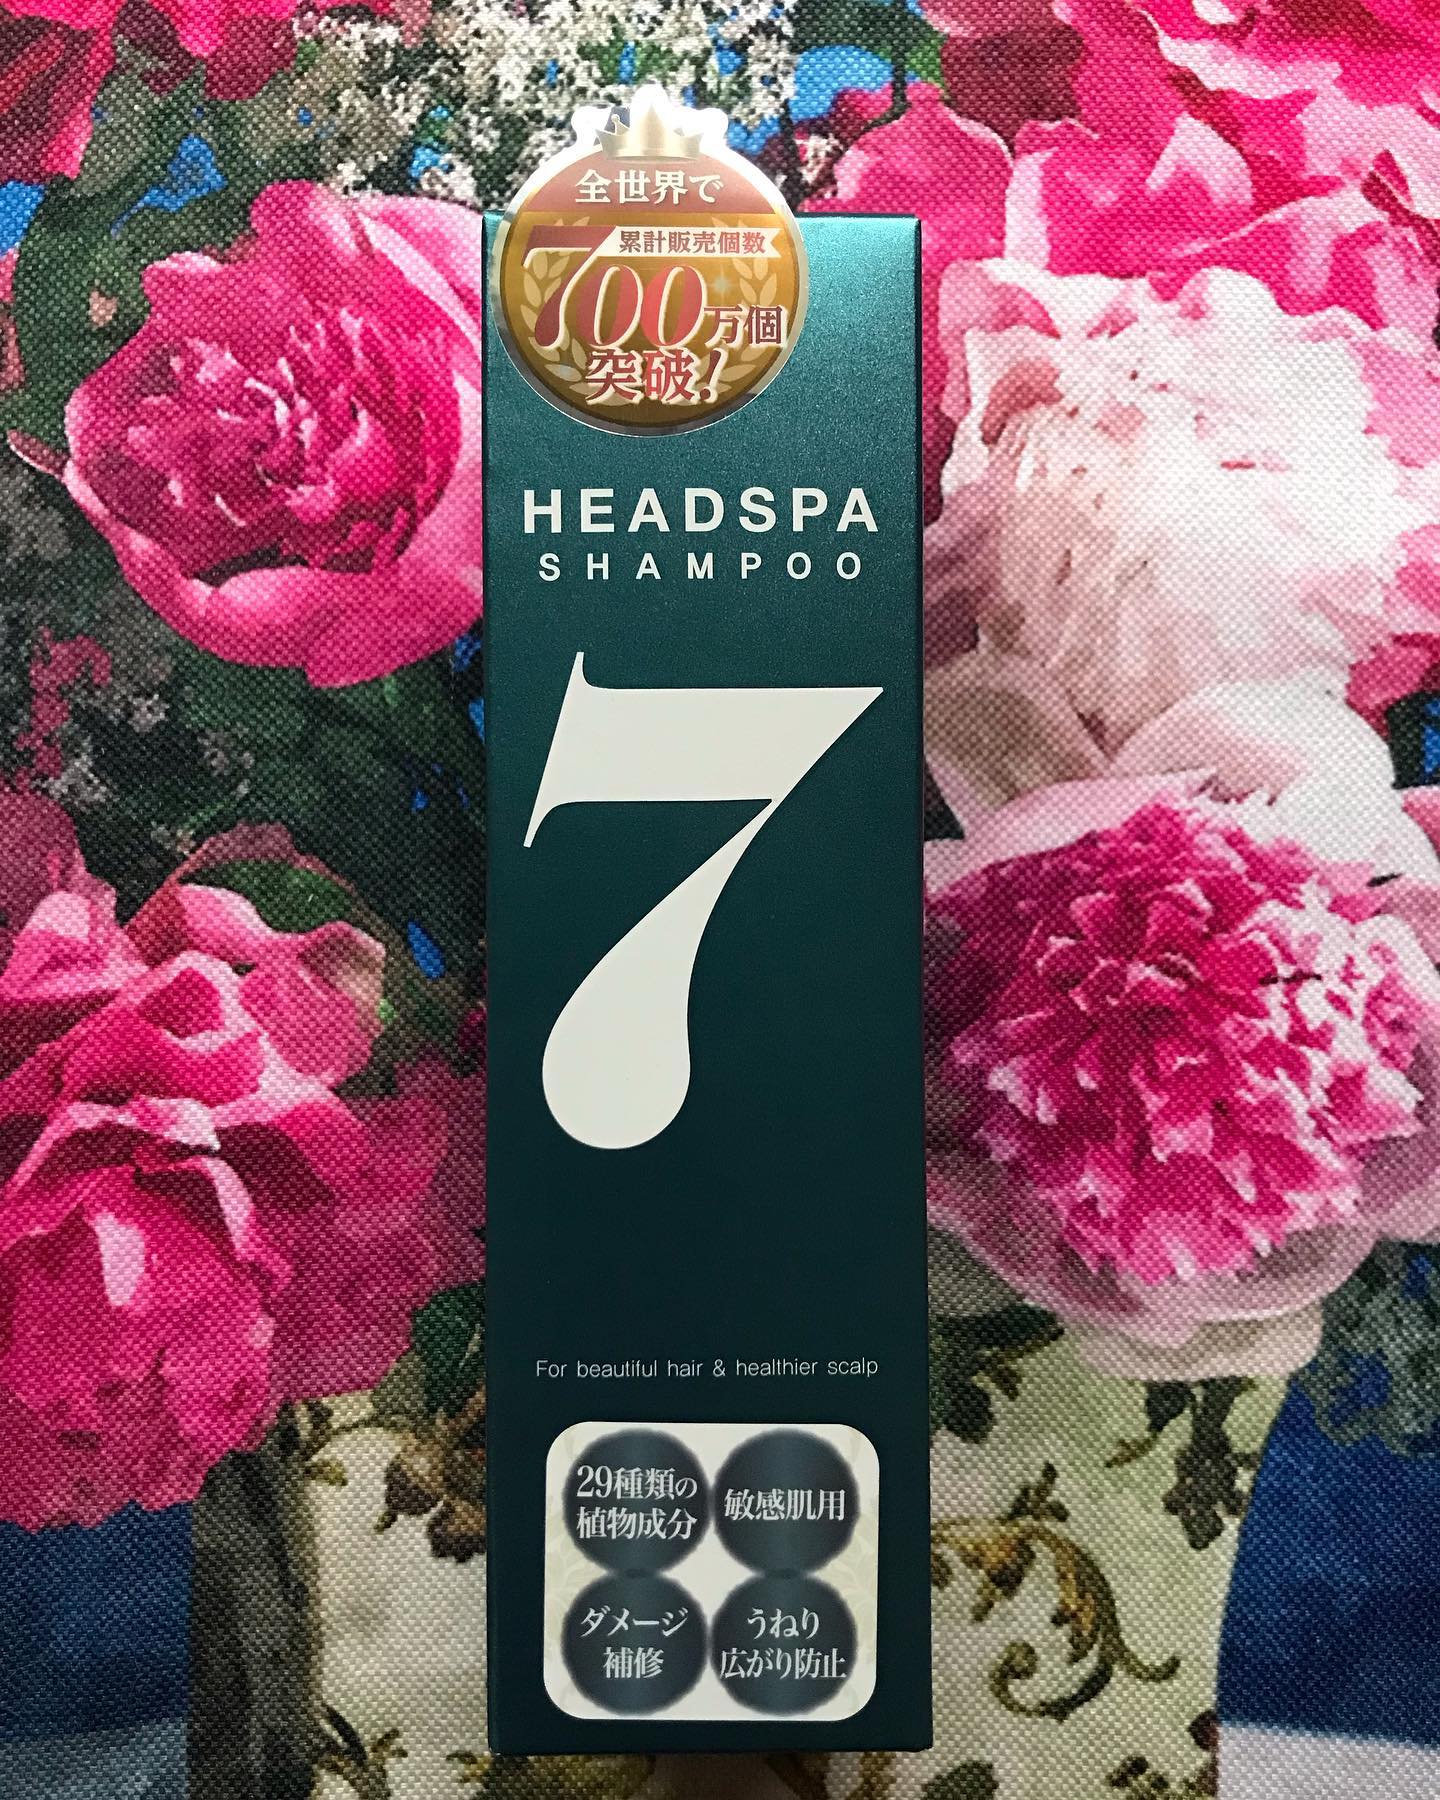 全世界で
累計販売個数
700万個
突破!
HEADSPA
SHAMPOO
7
For beautiful hair & healthier scalp
29種類の
植物成分
敏感肌用
ダメージ
補修
うねり
広がり防止